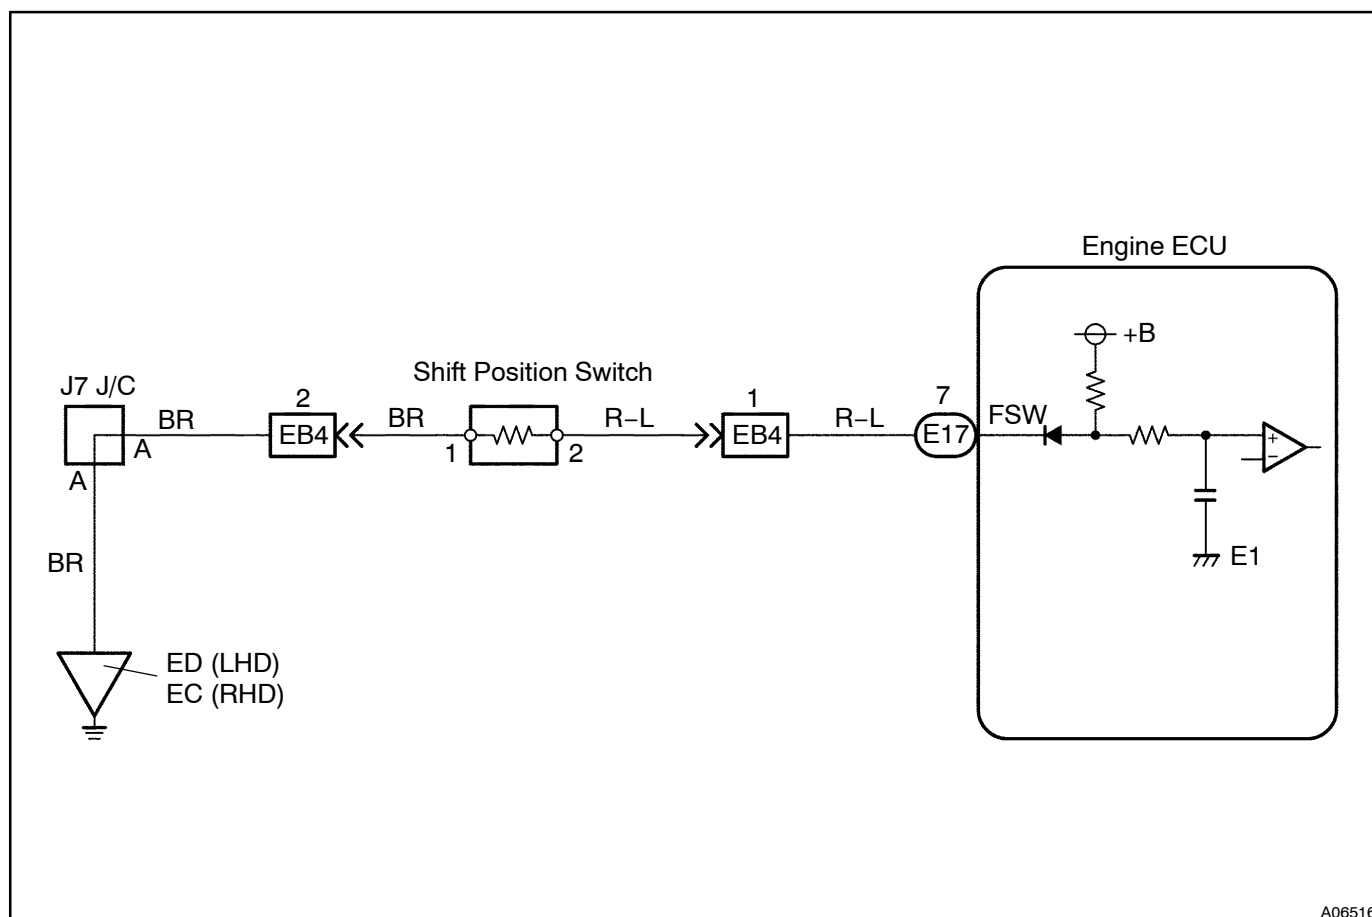 Engine ECU
+B
Shift Position Switch
J7 J/C
2
1
7
BR
EB4
BR
R–L
EB4
R–L
E17
FSW
+
−
A
1
2
A
E1
BR
ED (LHD)
EC (RHD)
A06516